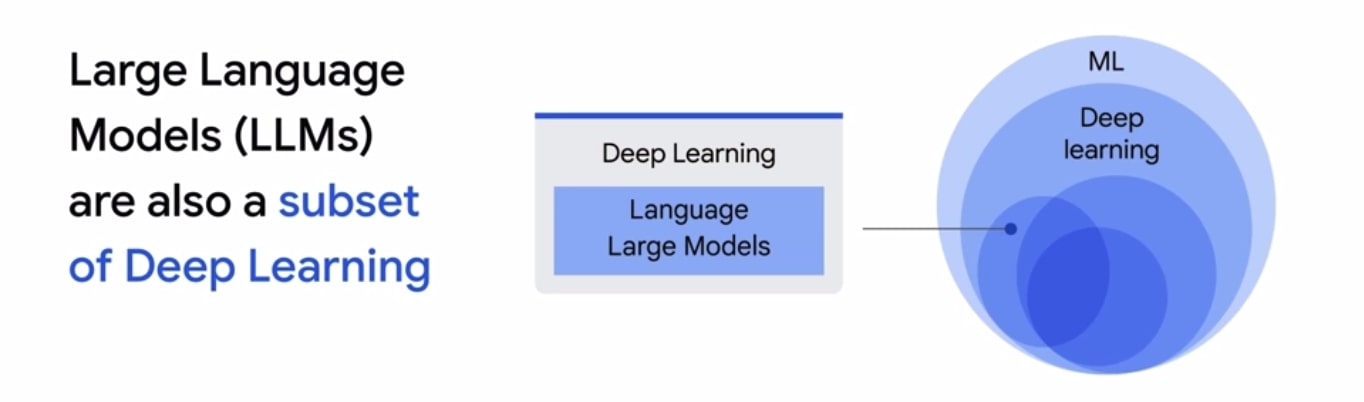 Large Language
Models (LLMs)
are also a subset
of Deep Learning
Deep Learning
Language
Large Models
ML
Deep
learning